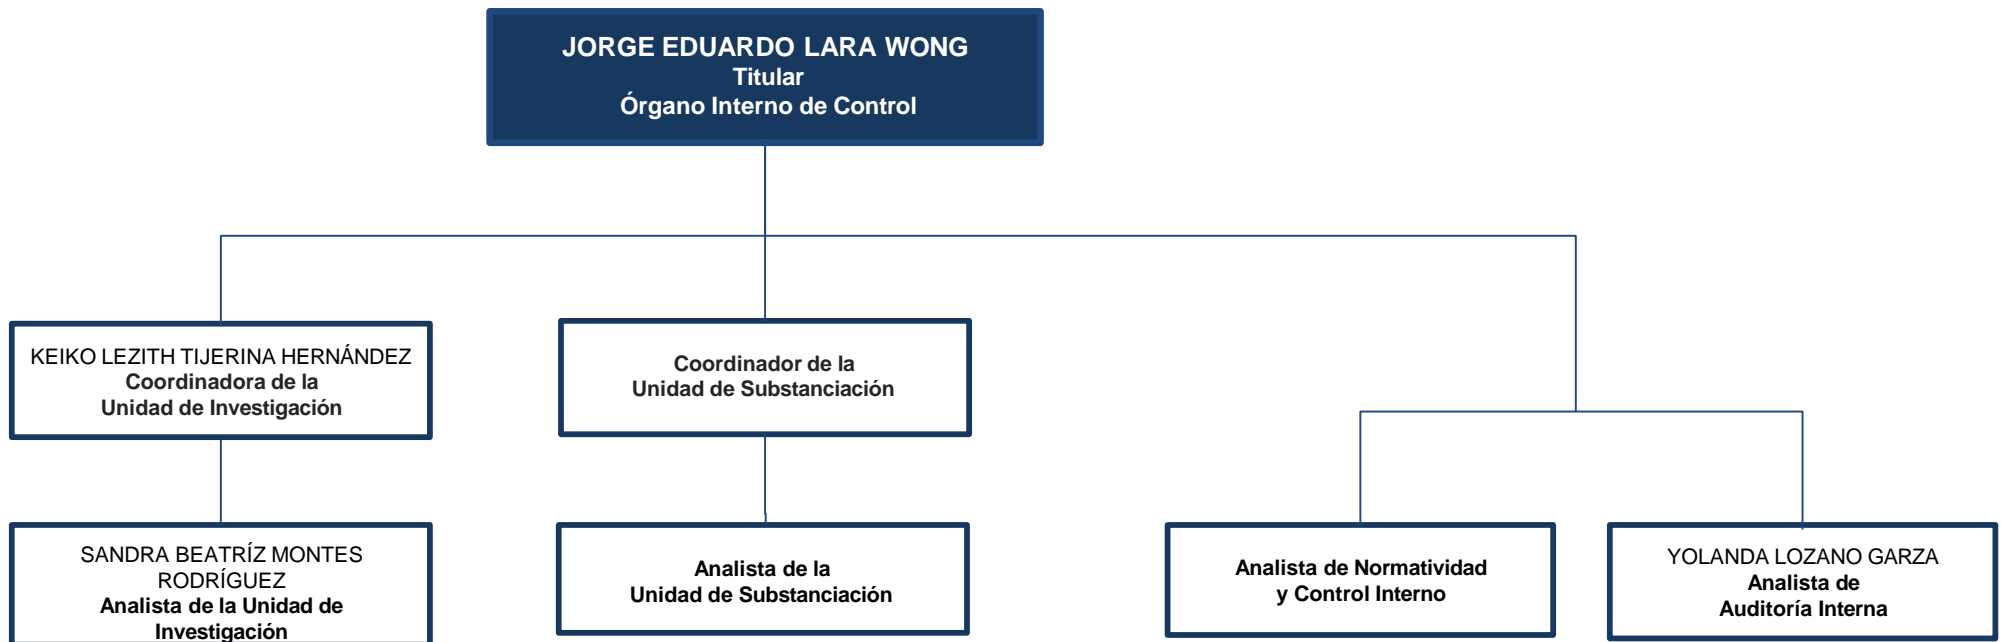 JORGE EDUARDO LARA WONG
Titular
Órgano Interno de Control
KEIKO LEZITH TIJERINA HERNÁNDEZ
Coordinadora de la
Unidad de Investigación
Coordinador de la
Unidad de Substanciación
SANDRA BEATRÍZ MONTES
RODRÍGUEZ
Analista de la Unidad de
Investigación
Analista de la
Unidad de Substanciación
Analista de Normatividad
y Control Interno
YOLANDA LOZANO GARZA
Analista de
Auditoría Interna